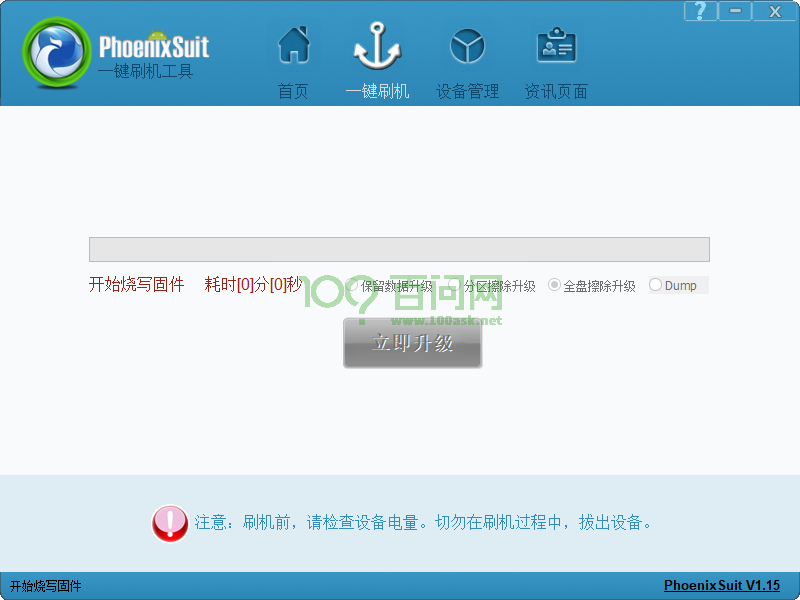 PhoenixSuit
一键刷机工具
首页
一键刷机
设备管理
资讯页面
开始烧写固件 耗时[0]分[0]秒
保留数据升级 分区擦除升级 全盘擦除升级 Dump
100? 百问网
www.100ask.net
立即升级
注意：刷机前，请检查设备电量。切勿在刷机过程中，拔出设备。
开始烧写固件
PhoenixSuit V1.15